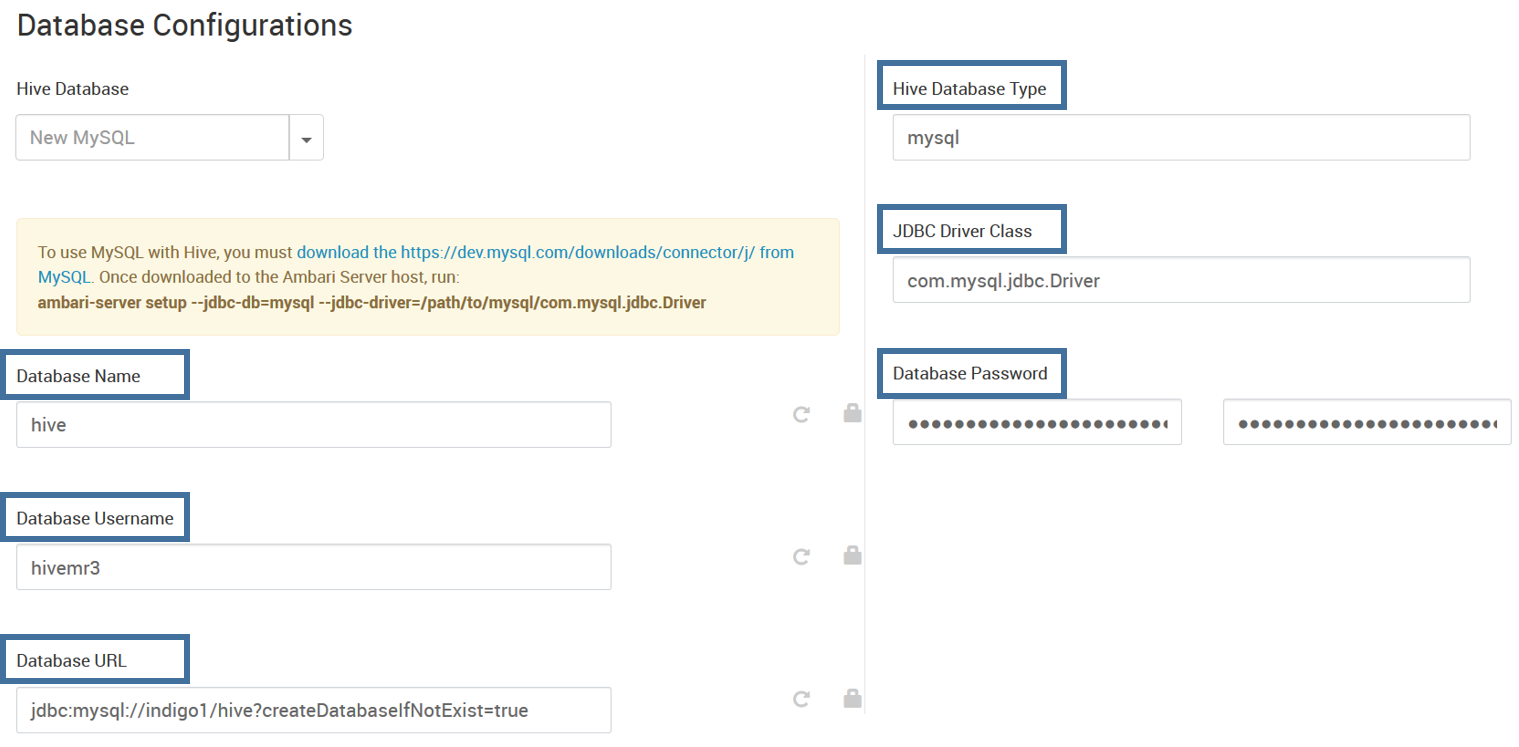 Database Configurations
Hive Database
New MySQL
To use MySQL with Hive, you must download the https://dev.mysql.com/downloads/connector/j/ from
MySQL. Once downloaded to the Ambari Server host, run:
ambari-server setup --jdbc-db=mysql --jdbc-driver=/path/to/mysql/com.mysql.jdbc.Driver
Database Name
hive
Database Username
hivemr3
Database URL
jdbc:mysql://indigo1/hive?createDatabaseIfNotExist=true
Hive Database Type
mysql
JDBC Driver Class
com.mysql.jdbc.Driver
Database Password